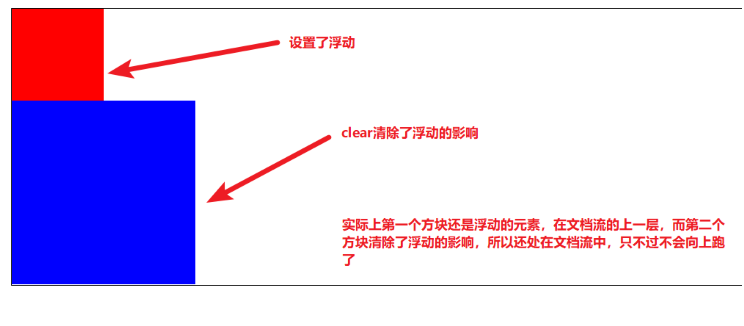 设置了浮动
clear清除了浮动的影响
实际上第一个方块还是浮动的元素，在文档流的上一层，而第二个
方块清除了浮动的影响，所以还处在文档流中，只不过不会向上跑
了